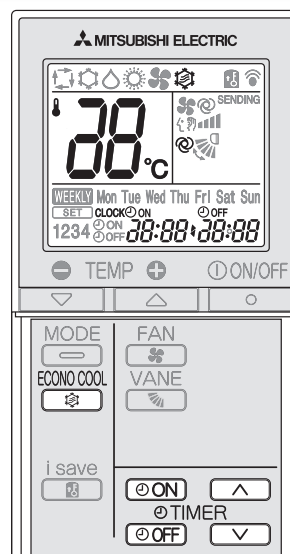 MITSUBISHI ELECTRIC
SENDING
88°C
WEEKLY Mon Tue Wed Thu Fri Sat Sun
SET CLOCK ON OFF
1234 ON OFF 88:88 88:88
TEMP ON/OFF
MODE FAN
ECONO COOL VANE
i save
ON
TIMER
OFF